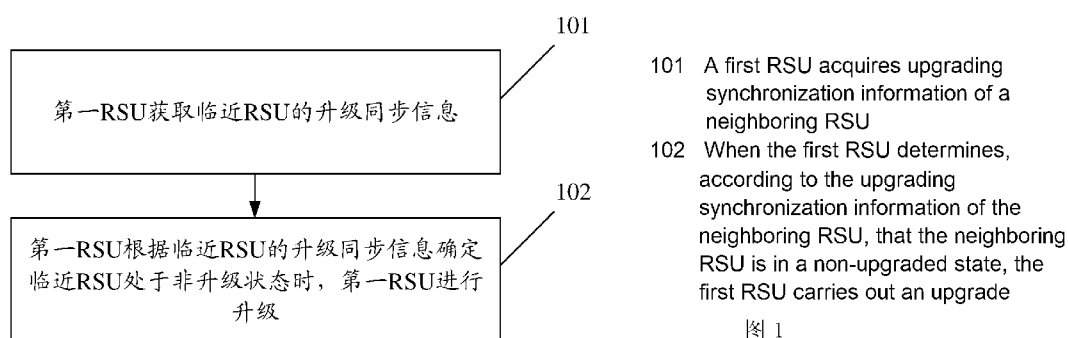 101
第一RSU获取临近RSU的升级同步信息
102
第一RSU根据临近RSU的升级同步信息确定
临近RSU处于非升级状态时，第一RSU进行
升级
101 A first RSU acquires upgrading
synchronization information of a
neighboring RSU
102 When the first RSU determines,
according to the upgrading
synchronization information of the
neighboring RSU, that the neighboring
RSU is in a non-upgraded state, the
first RSU carries out an upgrade
图 1